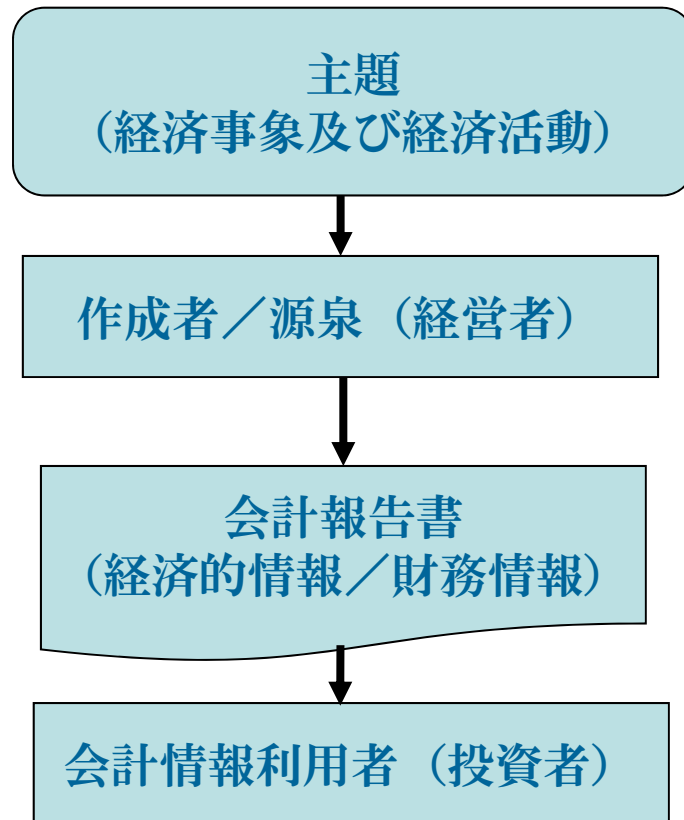 主題
（経済事象及び経済活動）
作成者／源泉（経営者）
会計報告書
（経済的情報／財務情報）
会計情報利用者（投資者）